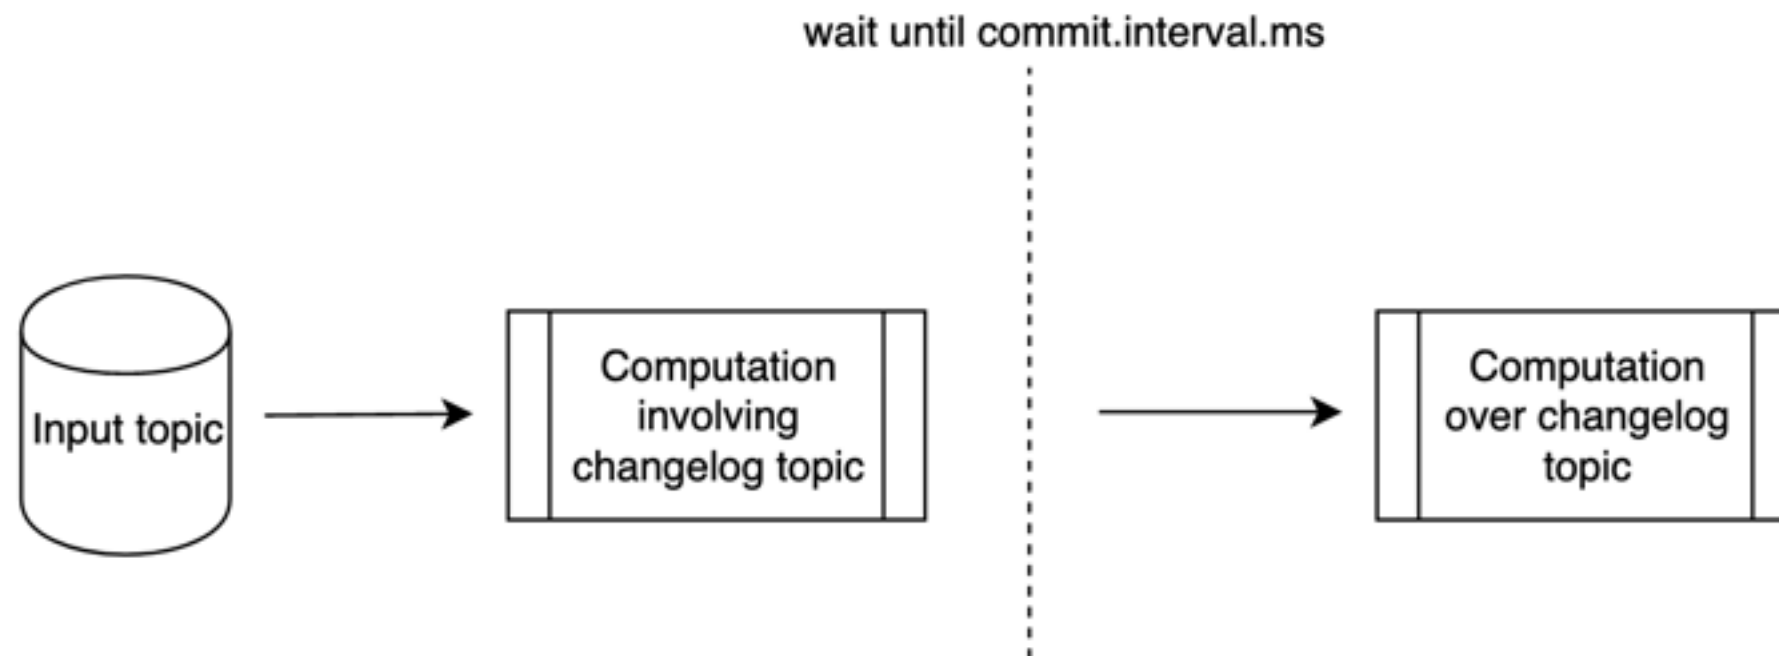 wait until commit.interval.ms
Input topic
Computation
involving
changelog topic
Computation
over changelog
topic